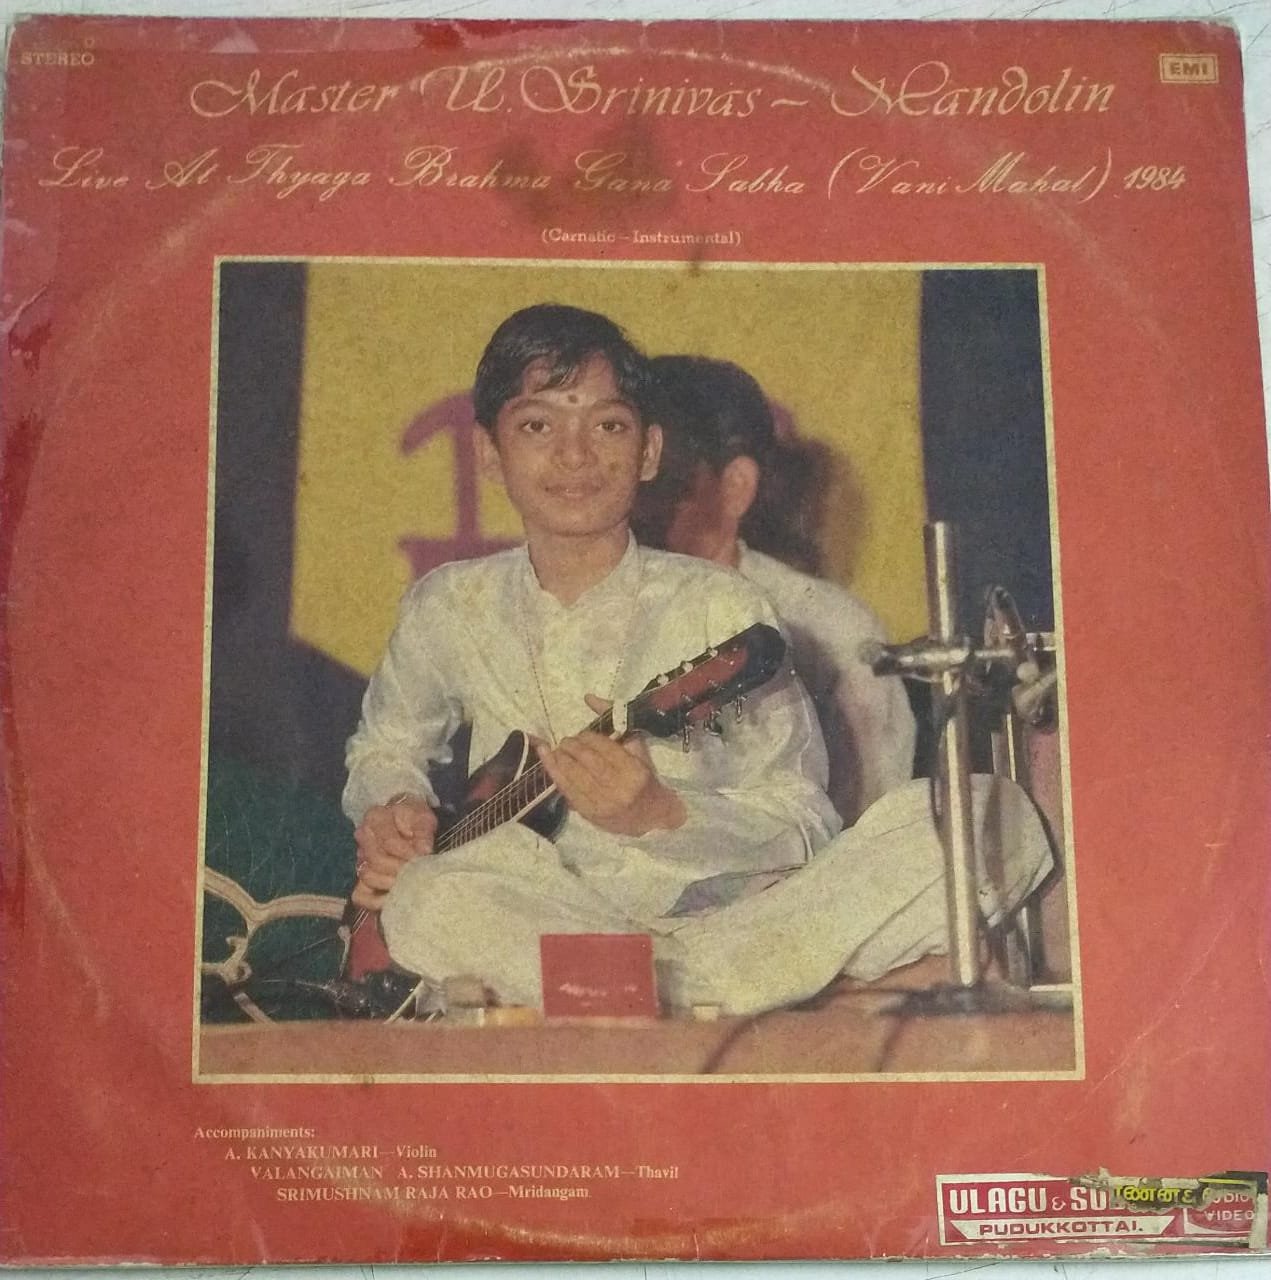 STEREO
EMI
Master U. Srinivas – Mandolin
Live At Thyaga Brahma Gana Sabha (Vani Mahal) 1984
(Carnatic – Instrumental)
Accompaniments:
A. KANYAKUMARI—Violin
VALANGAIMAN A. SHANMUGASUNDARAM—Thavil
SRIMUSHNAM RAJA RAO—Mridangam.
ULAGU &
VIDEO
PUDUKKOTTAI.